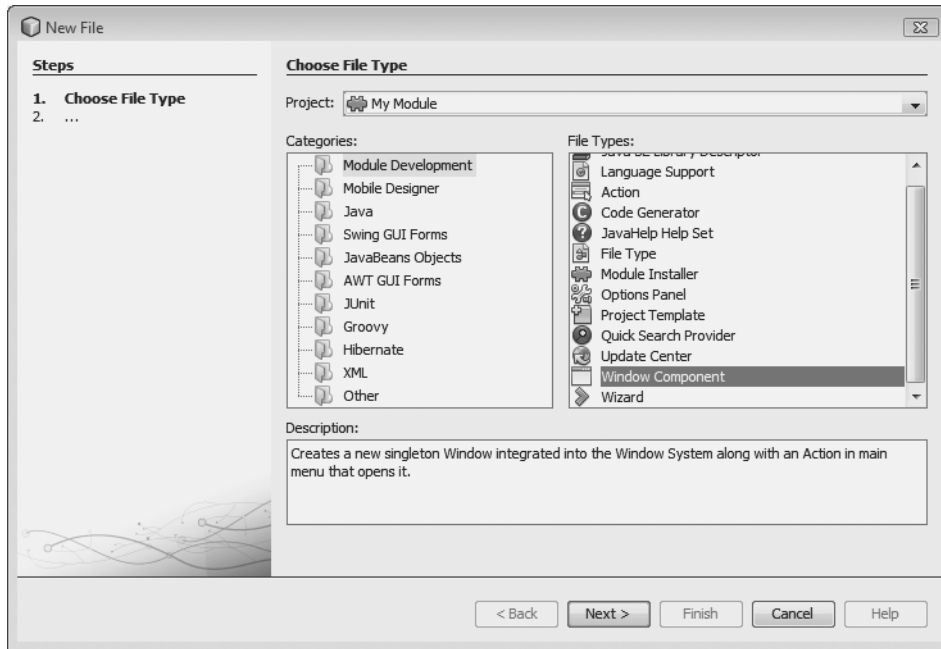 New File
Steps
1. Choose File Type
2. ...
Choose File Type
Project: My Module
Categories:
Module Development
Mobile Designer
Java
Swing GUI Forms
JavaBeans Objects
AWT GUI Forms
JUnit
Groovy
Hibernate
XML
Other
File Types:
Java SE Library Descriptor
Language Support
Action
Code Generator
JavaHelp Help Set
File Type
Module Installer
Options Panel
Project Template
Quick Search Provider
Update Center
Window Component
Wizard
Description:
Creates a new singleton Window integrated into the Window System along with an Action in main
menu that opens it.
< Back
Next >
Finish
Cancel
Help